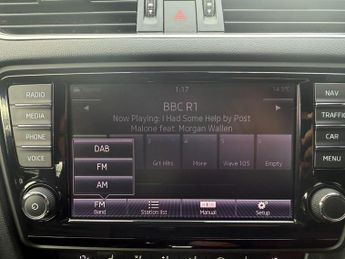 1:17
14.5°C
RADIO
MEDIA
PHONE
VOICE
NAV
TRAFFIC
CAR
MENU
BBC R1
Now Playing: I Had Some Help by Post
Malone feat. Morgan Wallen
DAB
FM
AM
Grt Hits
More
Wave 105
Empty
FM
Band
Station list
Manual
Setup